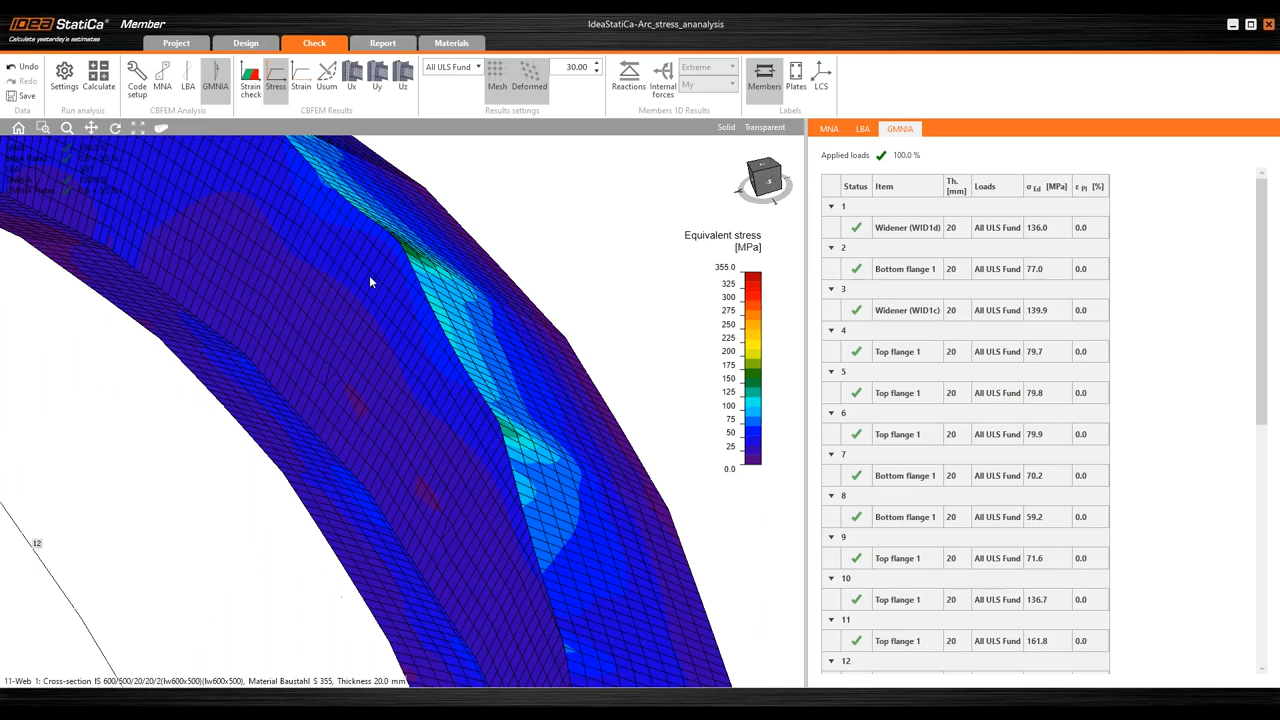 IDEA StatiCa® Member
Calculate yesterday's estimates
IdeaStatiCa-Arc_stress_ananalysis
Project Design Check Report Materials
Undo
Redo
Save
Data
Settings Calculate
Run analysis
Code setup MNA LBA GMNIA
CBFEM Analysis
Strain check Stress Strain Usum Ux Uy Uz
CBFEM Results
All ULS Fund Mesh Deformed 30.00
Results settings
Reactions Internal forces Extreme My
Members 1D Results
Members Plates LCS
Labels
Solid Transparent
Equivalent stress
[MPa]
355.0
325
300
275
250
225
200
175
150
125
100
75
50
25
0.0
12
11-Web 1: Cross-section IS 600/500/20/20/2(Iw600x500)(Iw600x500), Material Baustahl S 355, Thickness 20.0 mm
MNA LBA GMNIA
Applied loads 100.0 %
Status Item Th. [mm] Loads σ Ed [MPa] ε Pl [%]
1
Widener (WID1d) 20 All ULS Fund 136.0 0.0
2
Bottom flange 1 20 All ULS Fund 77.0 0.0
3
Widener (WID1c) 20 All ULS Fund 139.9 0.0
4
Top flange 1 20 All ULS Fund 79.7 0.0
5
Top flange 1 20 All ULS Fund 79.8 0.0
6
Top flange 1 20 All ULS Fund 79.9 0.0
7
Bottom flange 1 20 All ULS Fund 70.2 0.0
8
Bottom flange 1 20 All ULS Fund 59.2 0.0
9
Top flange 1 20 All ULS Fund 71.6 0.0
10
Top flange 1 20 All ULS Fund 136.7 0.0
11
Top flange 1 20 All ULS Fund 161.8 0.0
12